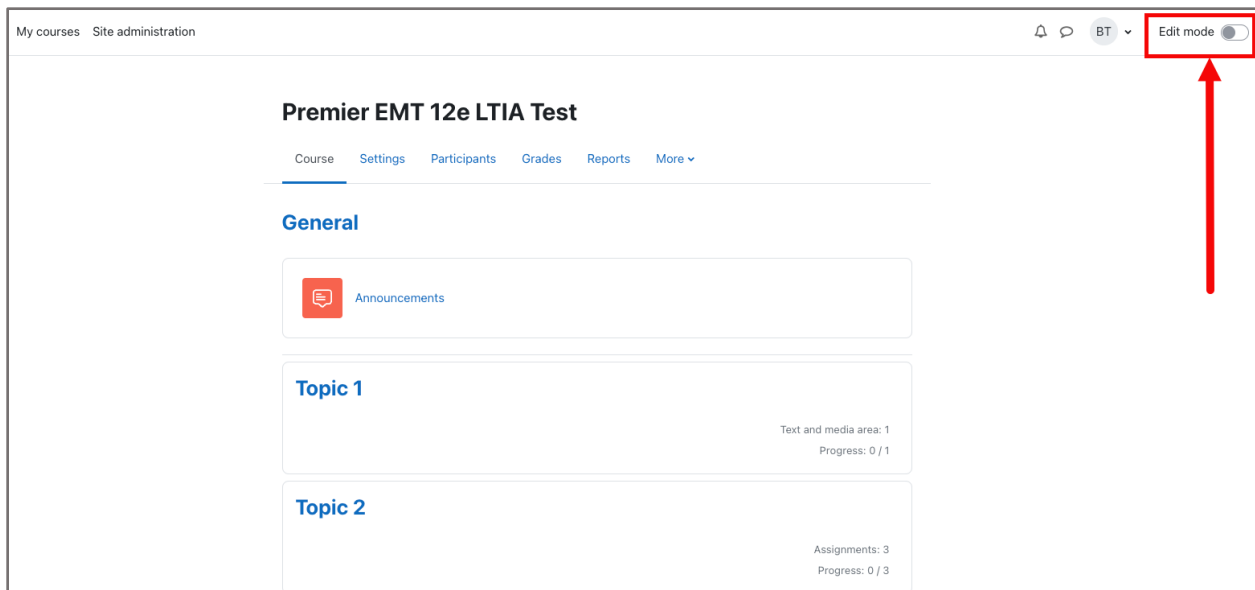 My courses Site administration BT Edit mode
Premier EMT 12e LTIA Test
Course Settings Participants Grades Reports More
General
Announcements
Topic 1
Text and media area: 1
Progress: 0 / 1
Topic 2
Assignments: 3
Progress: 0 / 3